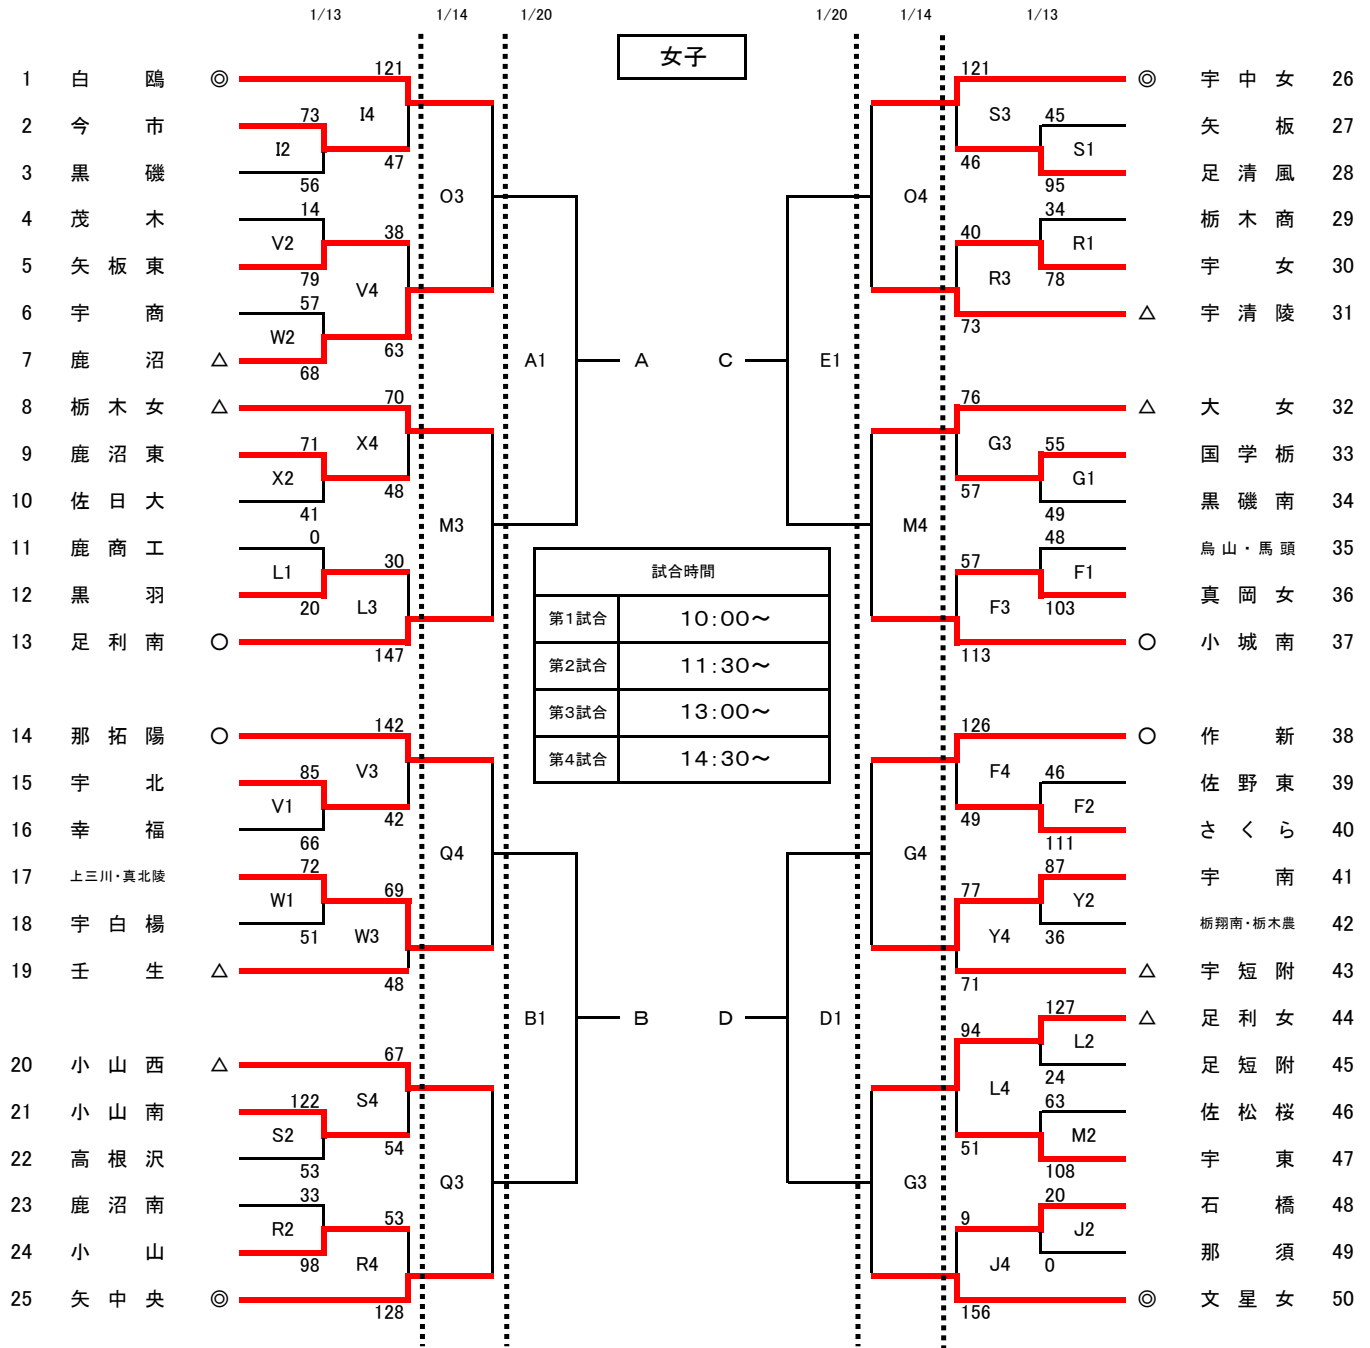 1/13 1/14 1/20 1/20 1/14 1/13
女子
1 白鴎 ◎ 121
I4
2 今市 73
I2
47
3 黒磯 56
O3
4 茂木 14
V2
38
5 矢板東 79
V4
6 宇商 57
W2
63
7 鹿沼 △ 68
A1 A
8 栃木女 △ 70
X4
9 鹿沼東 71
X2
48
10 佐日大 41
M3
11 鹿商工 0
L1
30
12 黒羽 20
L3
13 足利南 ○ 147
14 那拓陽 ○ 142
V3
15 宇北 85
V1
42
16 幸福 66
Q4
17 上三川・真北陵 72
W1
69
18 宇白楊 51
W3
19 壬生 △ 48
B1 B
20 小山西 △ 67
S4
21 小山南 122
S2
54
22 高根沢 53
Q3
23 鹿沼南 33
R2
53
24 小山 98
R4
25 矢中央 ◎ 128
試合時間
第1試合 10:00～
第2試合 11:30～
第3試合 13:00～
第4試合 14:30～
121 ◎ 宇中女 26
S3
45 矢板 27
S1
46
95 足清風 28
O4
34 栃木商 29
R1
40
78 宇女 30
R3
73 △ 宇清陵 31
C E1
76 △ 大女 32
G3
55 国学栃 33
G1
57
49 黒磯南 34
M4
48 烏山・馬頭 35
F1
57
103 真岡女 36
F3
113 ○ 小城南 37
126 ○ 作新 38
F4
46 佐野東 39
F2
49
111 さくら 40
G4
87 宇南 41
Y2
77
36 栃翔南・栃木農 42
Y4
71 △ 宇短附 43
D D1
127 △ 足利女 44
L2
94
24 足短附 45
L4
63 佐松桜 46
M2
51
108 宇東 47
G3
20 石橋 48
J2
9
0 那須 49
J4
156 ◎ 文星女 50